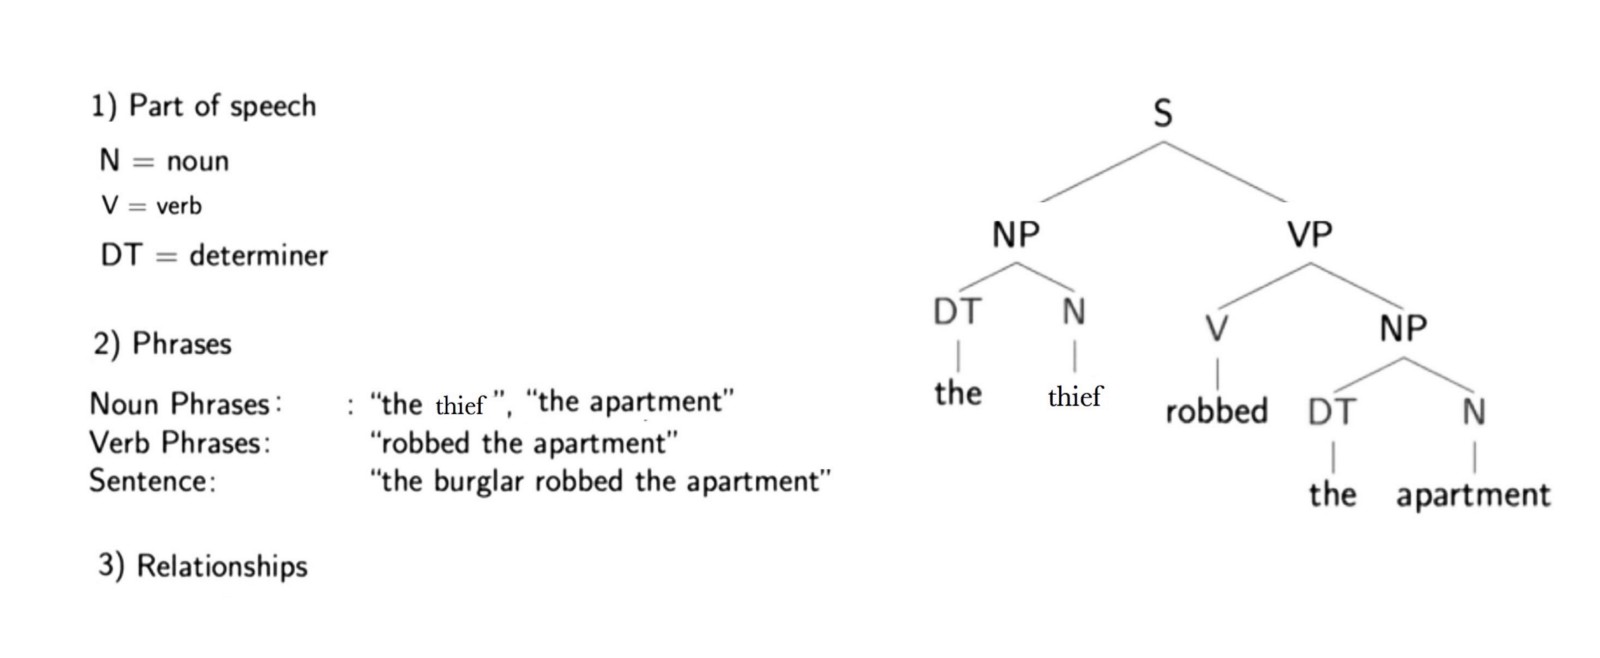 1) Part of speech
N = noun
V = verb
DT = determiner
2) Phrases
Noun Phrases: : “the thief ”, “the apartment”
Verb Phrases: “robbed the apartment”
Sentence: “the burglar robbed the apartment”
3) Relationships
S
NP VP
DT N V NP
the thief robbed DT N
the apartment